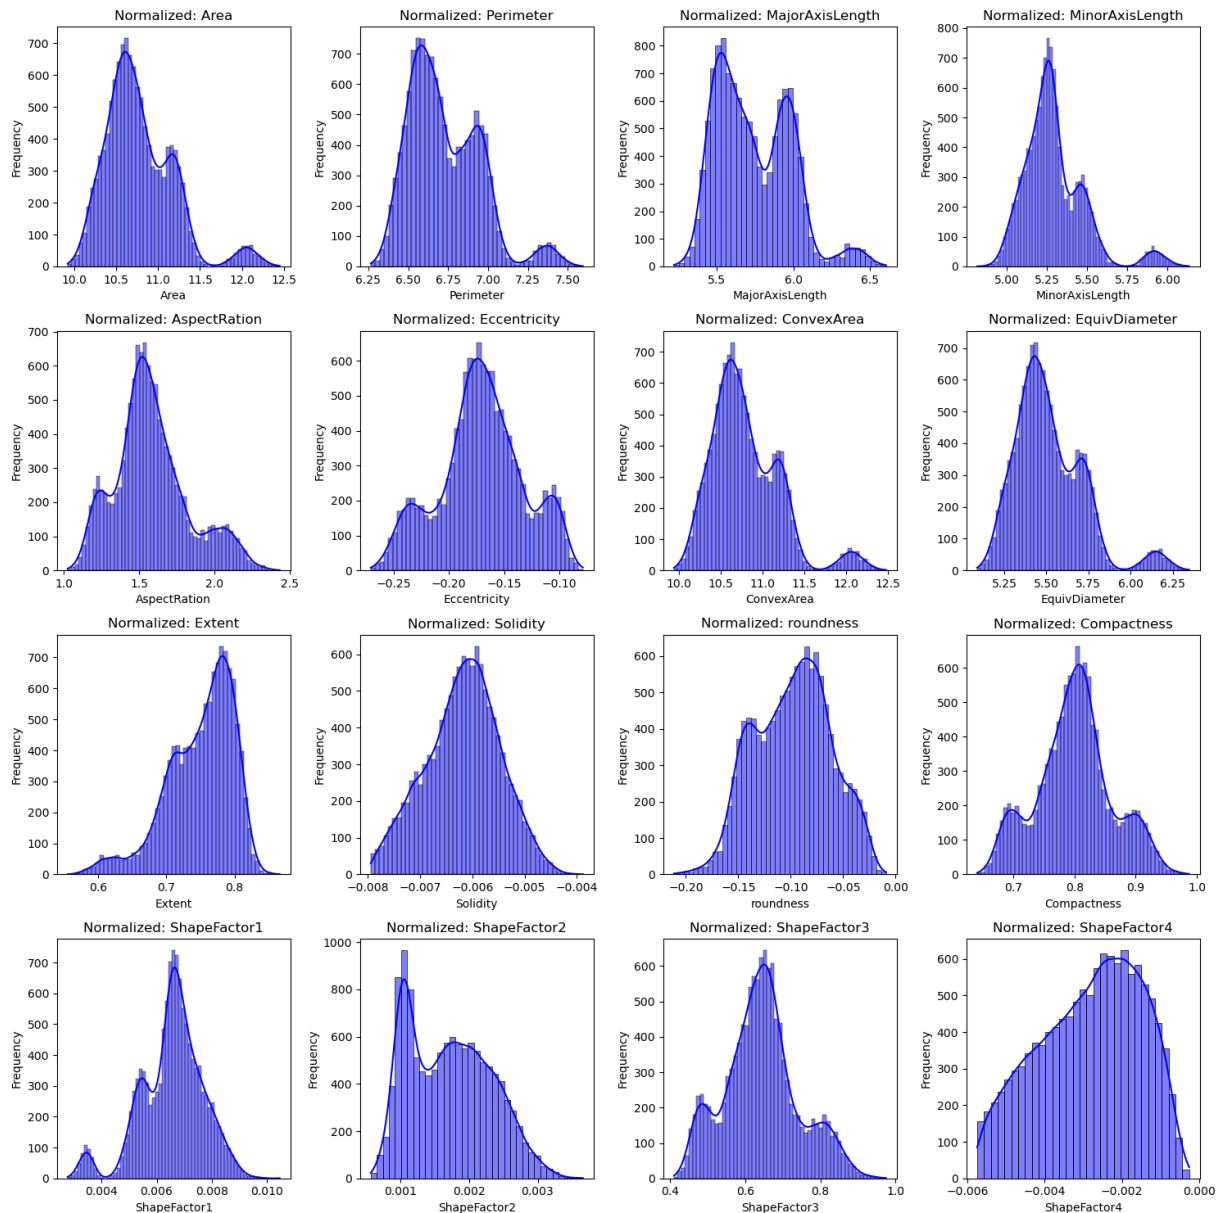 Normalized: Area
Normalized: Perimeter
Normalized: MajorAxisLength
Normalized: MinorAxisLength
700
600
500
400
300
200
100
0
Frequency
10.0 10.5 11.0 11.5 12.0 12.5
Area
700
600
500
400
300
200
100
0
Frequency
6.25 6.50 6.75 7.00 7.25 7.50
Perimeter
800
700
600
500
400
300
200
100
0
Frequency
5.5 6.0 6.5
MajorAxisLength
800
700
600
500
400
300
200
100
0
Frequency
5.00 5.25 5.50 5.75 6.00
MinorAxisLength
Normalized: AspectRation
Normalized: Eccentricity
Normalized: ConvexArea
Normalized: EquivDiameter
700
600
500
400
300
200
100
0
Frequency
1.0 1.5 2.0 2.5
AspectRation
600
500
400
300
200
100
0
Frequency
−0.25 −0.20 −0.15 −0.10
Eccentricity
700
600
500
400
300
200
100
0
Frequency
10.0 10.5 11.0 11.5 12.0 12.5
ConvexArea
700
600
500
400
300
200
100
0
Frequency
5.25 5.50 5.75 6.00 6.25
EquivDiameter
Normalized: Extent
Normalized: Solidity
Normalized: roundness
Normalized: Compactness
700
600
500
400
300
200
100
0
Frequency
0.6 0.7 0.8
Extent
600
500
400
300
200
100
0
Frequency
−0.008 −0.007 −0.006 −0.005 −0.004
Solidity
600
500
400
300
200
100
0
Frequency
−0.20 −0.15 −0.10 −0.05 0.00
roundness
600
500
400
300
200
100
0
Frequency
0.7 0.8 0.9 1.0
Compactness
Normalized: ShapeFactor1
Normalized: ShapeFactor2
Normalized: ShapeFactor3
Normalized: ShapeFactor4
700
600
500
400
300
200
100
0
Frequency
0.004 0.006 0.008 0.010
ShapeFactor1
1000
800
600
400
200
0
Frequency
0.001 0.002 0.003
ShapeFactor2
600
500
400
300
200
100
0
Frequency
0.4 0.6 0.8 1.0
ShapeFactor3
600
500
400
300
200
100
0
Frequency
−0.006 −0.004 −0.002 0.000
ShapeFactor4